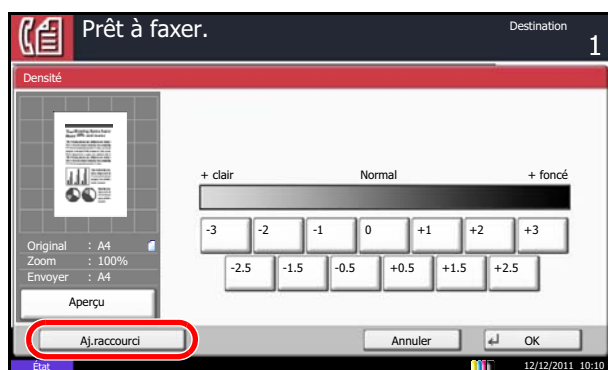 Prêt à faxer.
Destination
1
Densité
+ clair Normal + foncé
-3 -2 -1 0 +1 +2 +3
-2.5 -1.5 -0.5 +0.5 +1.5 +2.5
Original : A4
Zoom : 100%
Envoyer : A4
Aperçu
Aj.raccourci Annuler OK
État 12/12/2011 10:10